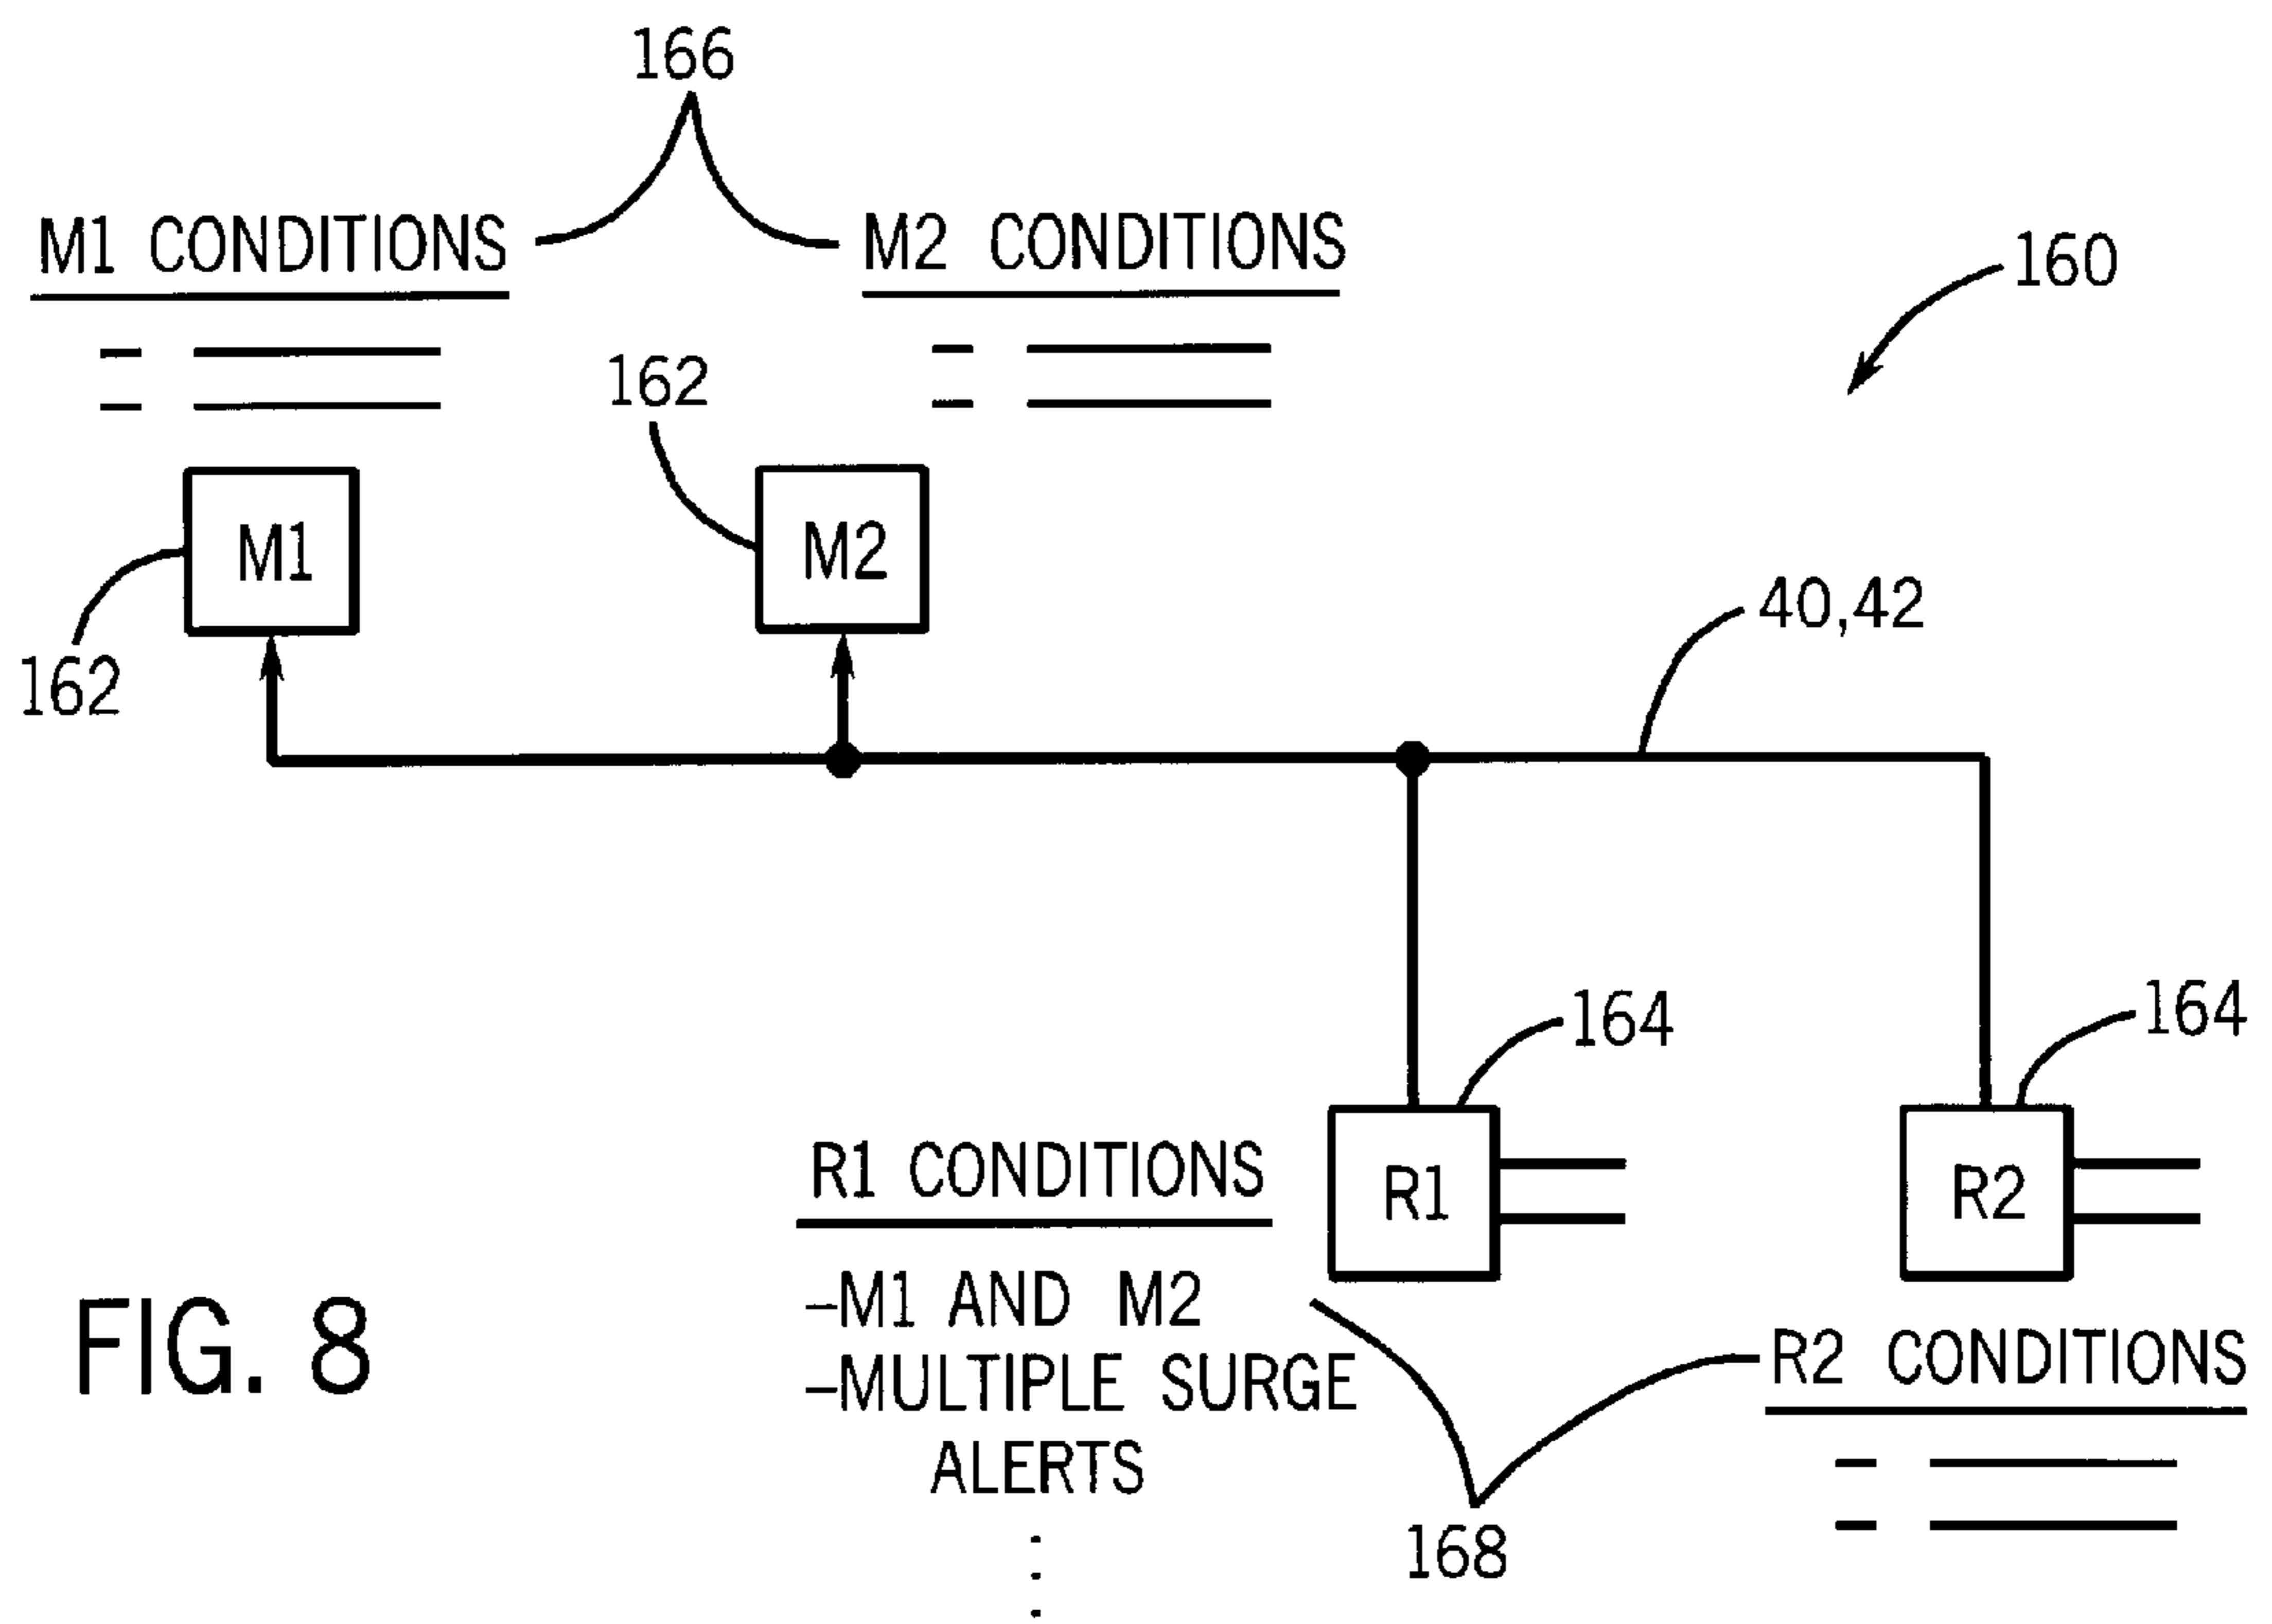 166
M1 CONDITIONS
M2 CONDITIONS
160
162
M1
M2
162
40,42
164
164
R1 CONDITIONS
–M1 AND M2
–MULTIPLE SURGE
ALERTS
R1
R2
R2 CONDITIONS
168
FIG. 8